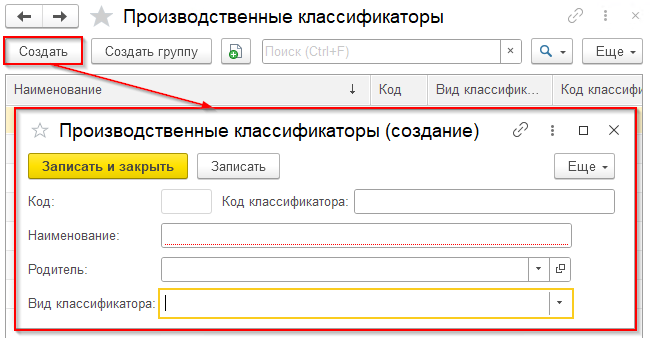 Производственные классификаторы
Создать Создать группу Поиск (Ctrl+F) × Еще
Наименование ↓ Код Вид классифик... Код классиф
Производственные классификаторы (создание)
Записать и закрыть Записать Еще
Код: Код классификатора:
Наименование:
Родитель:
Вид классификатора: